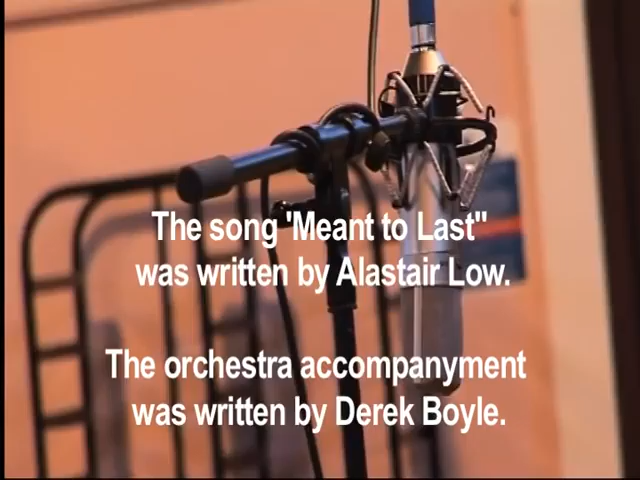 The song 'Meant to Last"
was written by Alastair Low.
The orchestra accompanyment
was written by Derek Boyle.